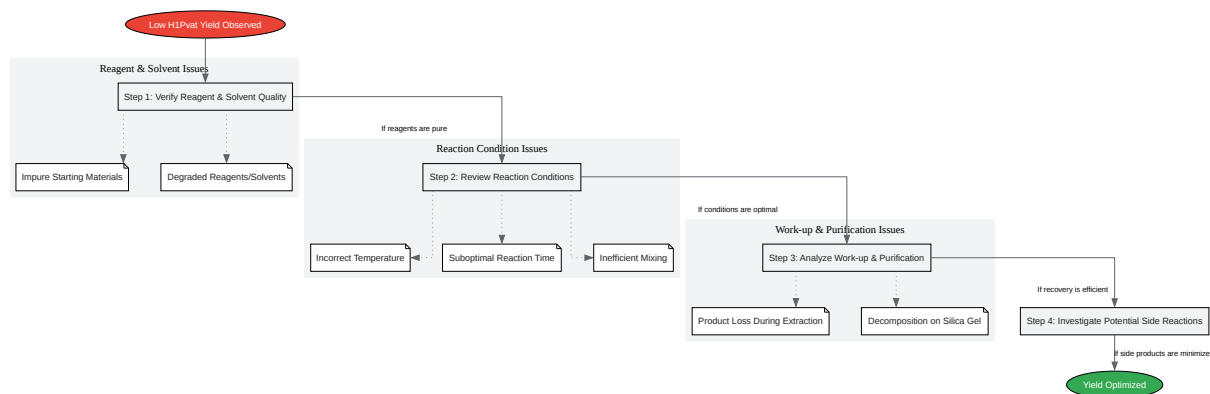 Low H1Pvat Yield Observed
Reagent & Solvent Issues
Step 1: Verify Reagent & Solvent Quality
If reagents are pure
Impure Starting Materials
Degraded Reagents/Solvents
Reaction Condition Issues
Step 2: Review Reaction Conditions
If conditions are optimal
Incorrect Temperature
Suboptimal Reaction Time
Inefficient Mixing
Work-up & Purification Issues
Step 3: Analyze Work-up & Purification
If recovery is efficient
Product Loss During Extraction
Decomposition on Silica Gel
Step 4: Investigate Potential Side Reactions
If side products are minimize
Yield Optimized